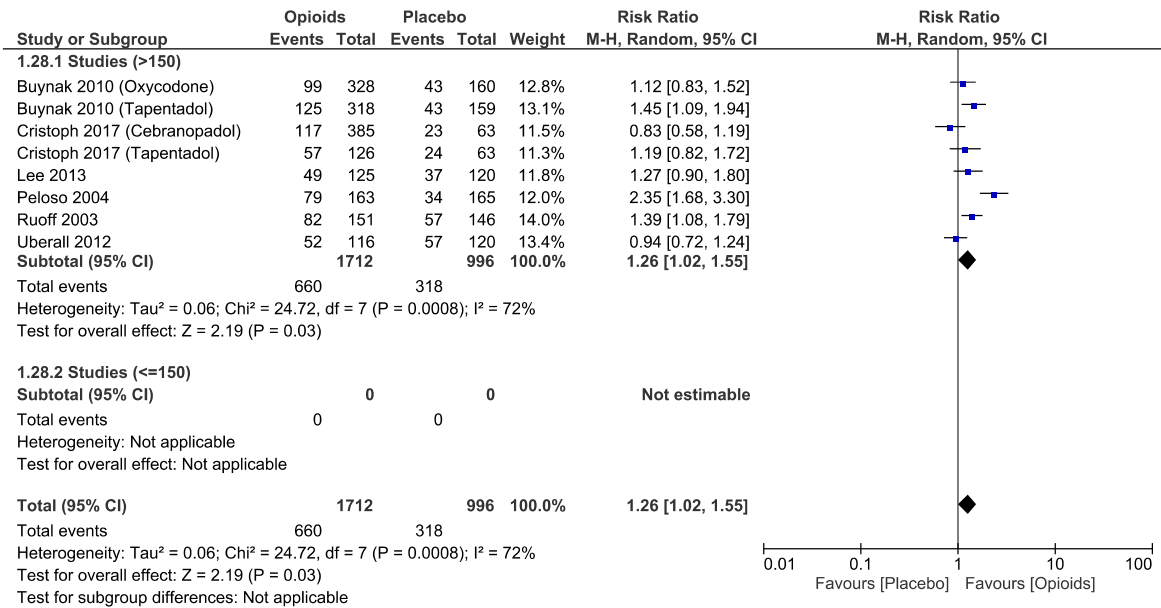 Opioids Placebo Risk Ratio Risk Ratio
Study or Subgroup Events Total Events Total Weight M-H, Random, 95% CI M-H, Random, 95% CI
1.28.1 Studies (>150)
Buynak 2010 (Oxycodone) 99 328 43 160 12.8% 1.12 [0.83, 1.52]
Buynak 2010 (Tapentadol) 125 318 43 159 13.1% 1.45 [1.09, 1.94]
Cristoph 2017 (Cebranopadol) 117 385 23 63 11.5% 0.83 [0.58, 1.19]
Cristoph 2017 (Tapentadol) 57 126 24 63 11.3% 1.19 [0.82, 1.72]
Lee 2013 49 125 37 120 11.8% 1.27 [0.90, 1.80]
Peloso 2004 79 163 34 165 12.0% 2.35 [1.68, 3.30]
Ruoff 2003 82 151 57 146 14.0% 1.39 [1.08, 1.79]
Uberall 2012 52 116 57 120 13.4% 0.94 [0.72, 1.24]
Subtotal (95% CI) 1712 996 100.0% 1.26 [1.02, 1.55]
Total events 660 318
Heterogeneity: Tau² = 0.06; Chi² = 24.72, df = 7 (P = 0.0008); I² = 72%
Test for overall effect: Z = 2.19 (P = 0.03)
1.28.2 Studies (<=150)
Subtotal (95% CI) 0 0 Not estimable
Total events 0 0
Heterogeneity: Not applicable
Test for overall effect: Not applicable
Total (95% CI) 1712 996 100.0% 1.26 [1.02, 1.55]
Total events 660 318
Heterogeneity: Tau² = 0.06; Chi² = 24.72, df = 7 (P = 0.0008); I² = 72%
Test for overall effect: Z = 2.19 (P = 0.03)
Test for subgroup differences: Not applicable
0.01 0.1 1 10 100
Favours [Placebo] Favours [Opioids]